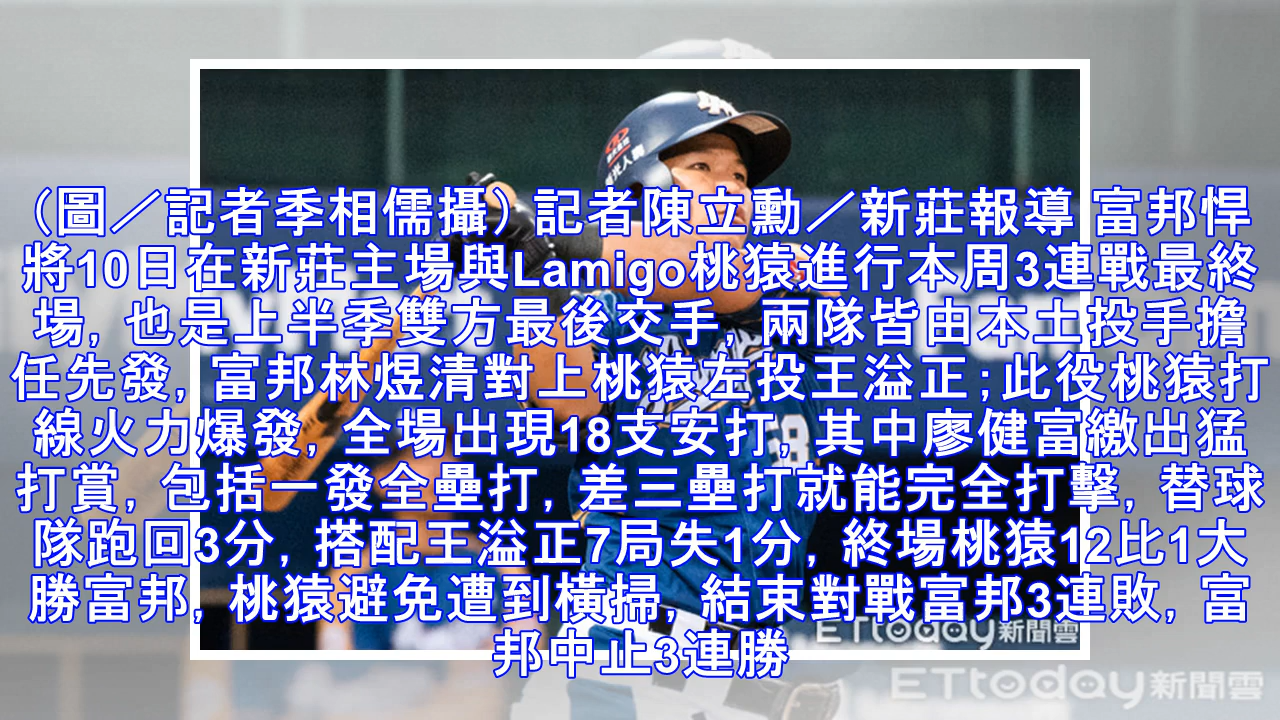 (圖／記者季相儒攝) 記者陳立勳／新莊報導 富邦悍
將10日在新莊主場與Lamigo桃猿進行本周3連戰最終
場, 也是上半季雙方最後交手, 兩隊皆由本土投手擔
任先發, 富邦林煜清對上桃猿左投王溢正;此役桃猿打
線火力爆發, 全場出現18支安打, 其中廖健富繳出猛
打賞, 包括一發全壘打, 差三壘打就能完全打擊, 替球
隊跑回3分, 搭配王溢正7局失1分, 終場桃猿12比1大
勝富邦, 桃猿避免遭到橫掃, 結束對戰富邦3連敗, 富
邦中止3連勝
ETtoday新聞雲
ETtoday新聞雲